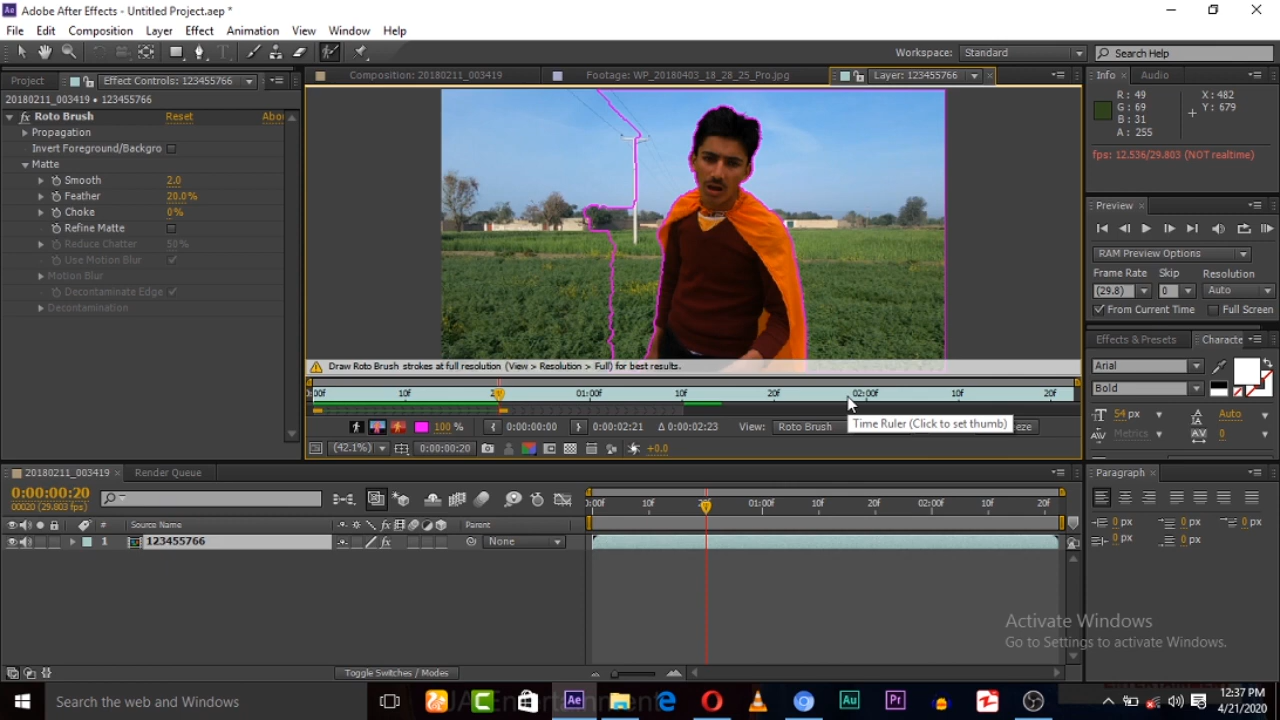 Adobe After Effects - Untitled Project.aep *
File Edit Composition Layer Effect Animation View Window Help
Workspace: Standard Search Help
Project Effect Controls: 123455766
Composition: 20180211_003419 Footage: WP_20180403_18_28_25_Pro.jpg Layer: 123455766
Info Audio
20180211_003419 • 123455766
fx Roto Brush Reset Abou
Propagation
Invert Foreground/Backgro
Matte
Smooth 2.0
Feather 20.0%
Choke 0%
Refine Matte
Reduce Chatter 50%
Use Motion Blur
Motion Blur
Decontaminate Edge
Decontamination
R: 49 X: 482
G: 69 Y: 679
B: 31
A: 255
fps: 12.536/29.803 (NOT realtime)
Preview
RAM Preview Options
Frame Rate Skip Resolution
(29.8) 0 Auto
From Current Time Full Screen
Effects & Presets Characte
Arial
Bold
54 px Auto
Metrics 0
Draw Roto Brush strokes at full resolution (View > Resolution > Full) for best results.
:00f 10f 2 01:00f 10f 20f 02:00f 10f 20f
Time Ruler (Click to set thumb)
100 % 0:00:00:00 0:00:02:21 Δ 0:00:02:23 View: Roto Brush eze
(42.1%) 0:00:00:20 +0.0
20180211_003419 Render Queue
0:00:00:20
00020 (29.803 fps)
# Source Name Parent
1 123455766 fx None
:00f 10f 01:00f 10f 20f 02:00f 10f 20f
Toggle Switches / Modes
Paragraph
0 px 0 px 0 px
0 px 0 px
Activate Windows
Go to Settings to activate Windows.
Search the web and Windows
Ae Au Pr
12:37 PM
4/21/2020